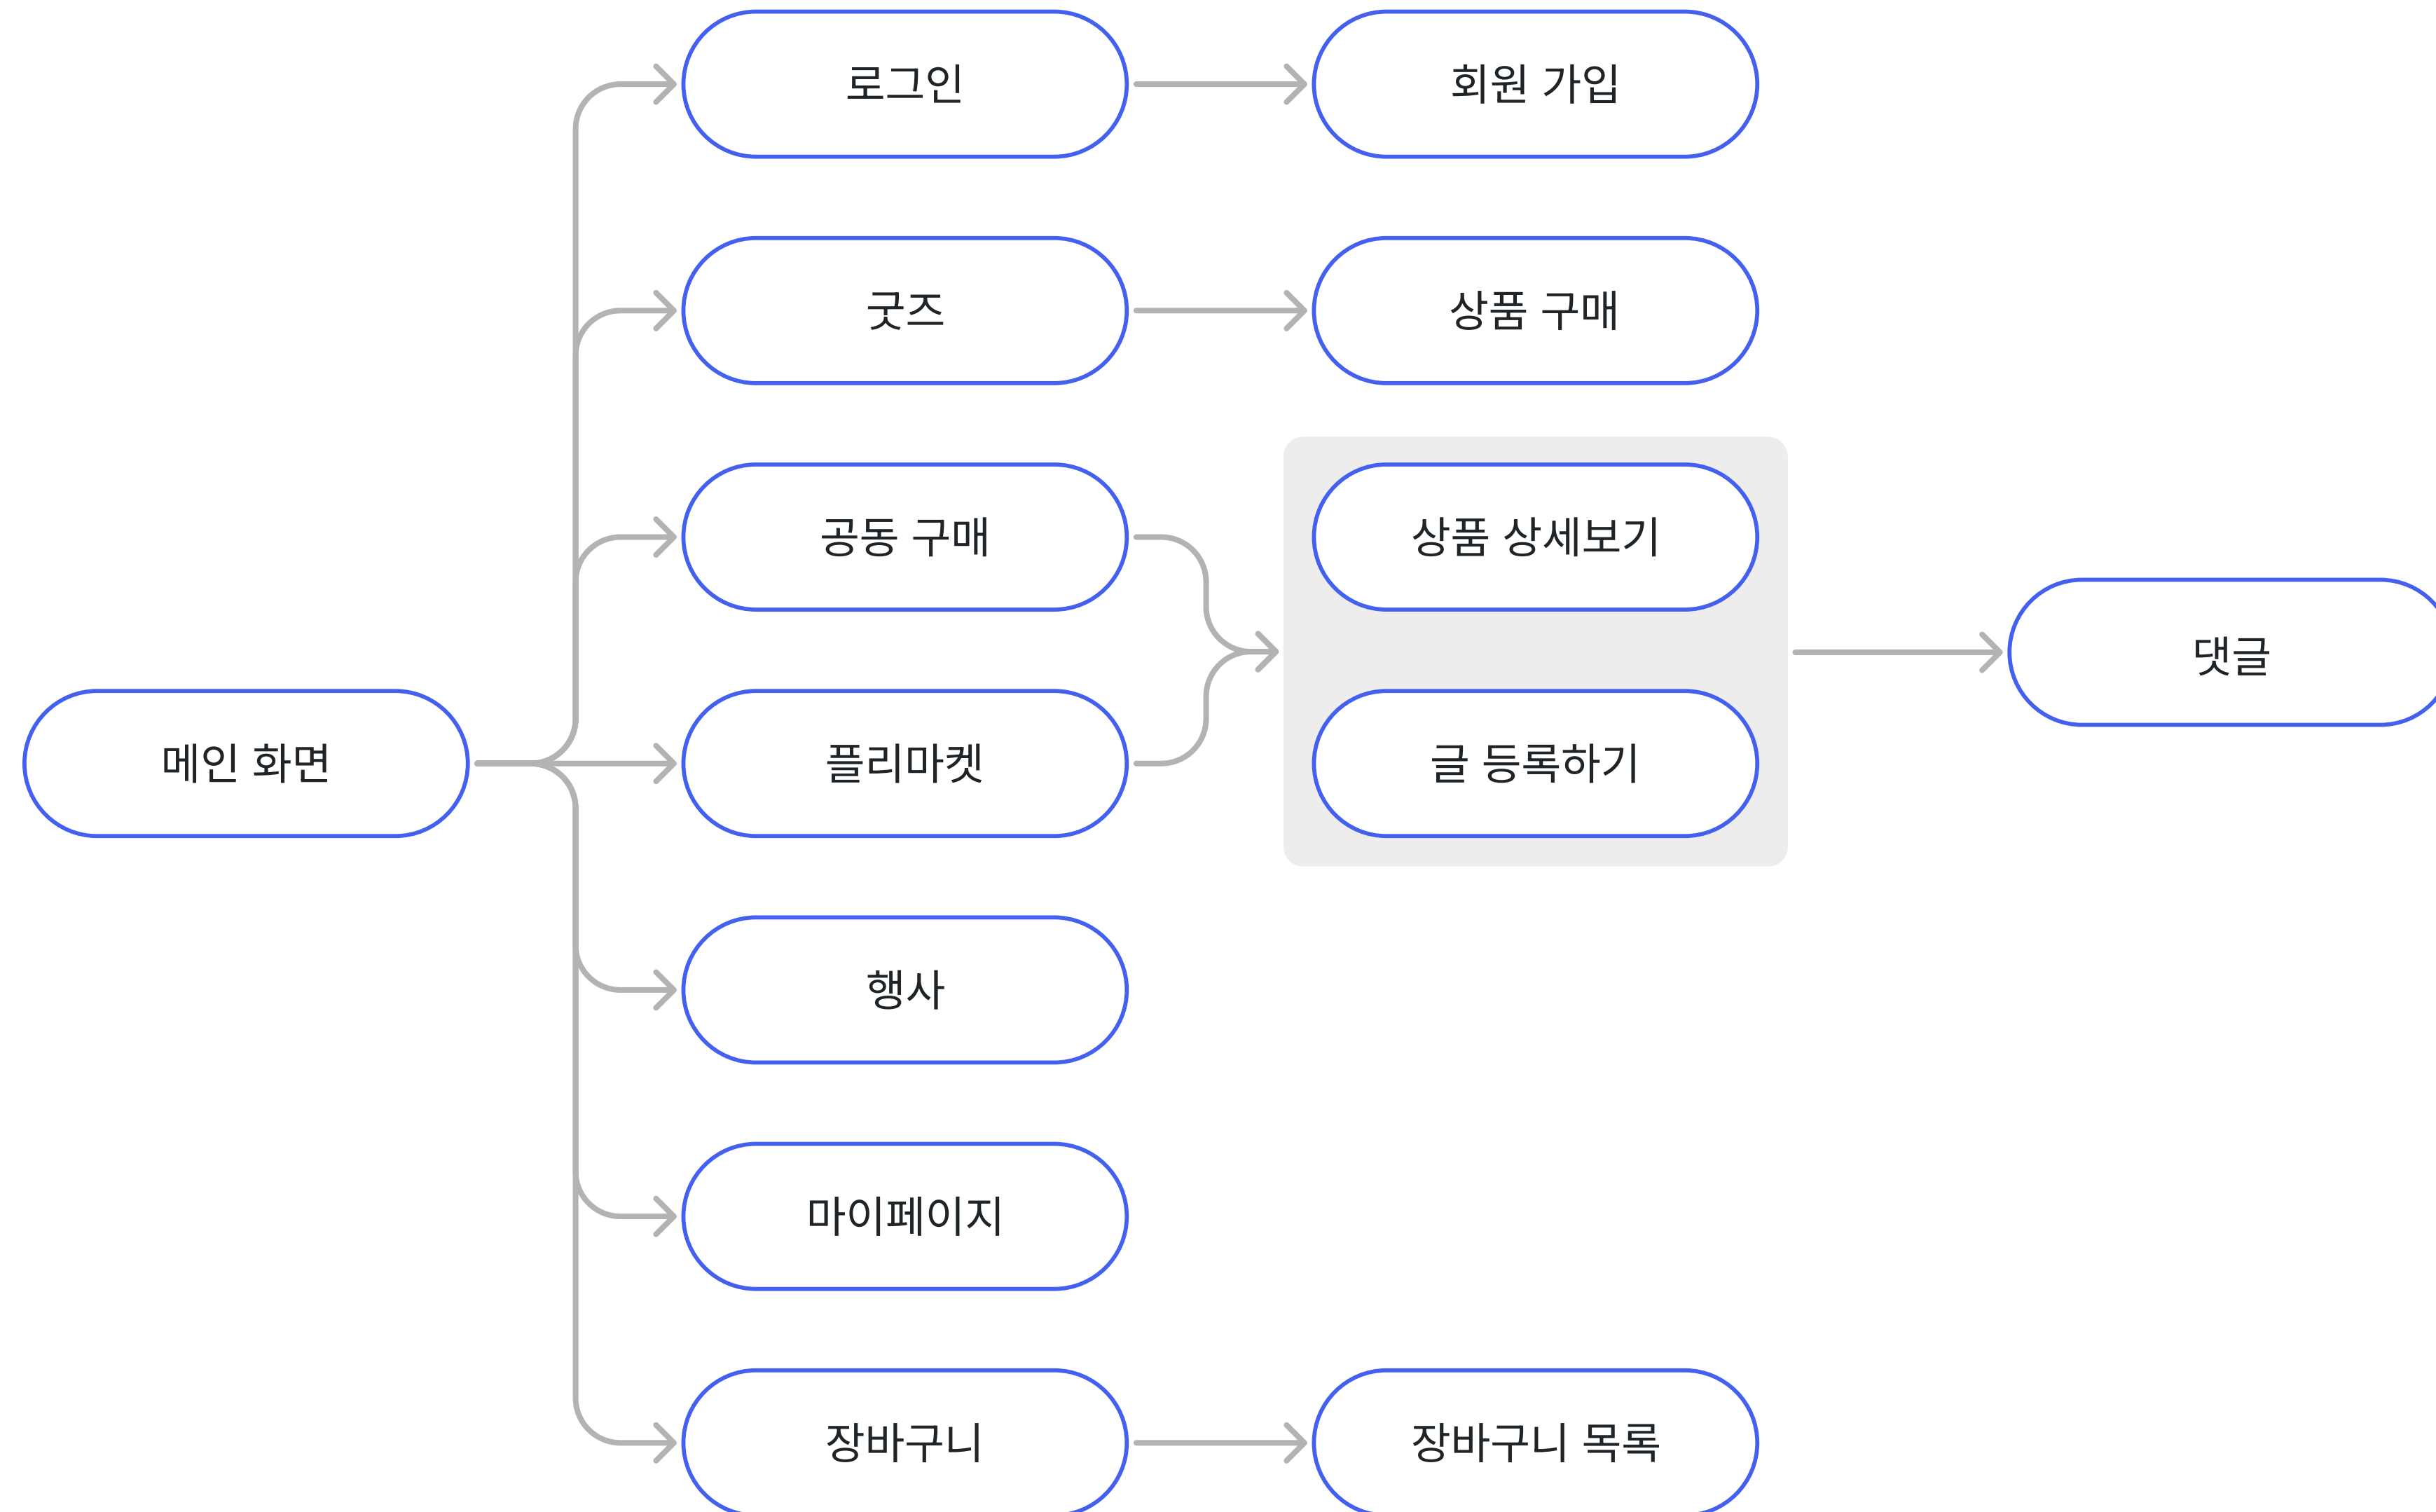 로그인
회원 가입
굿즈
상품 구매
공동 구매
상품 상세보기
댓글
메인 화면
플리마켓
글 등록하기
행사
마이페이지
장바구니
장바구니 목록